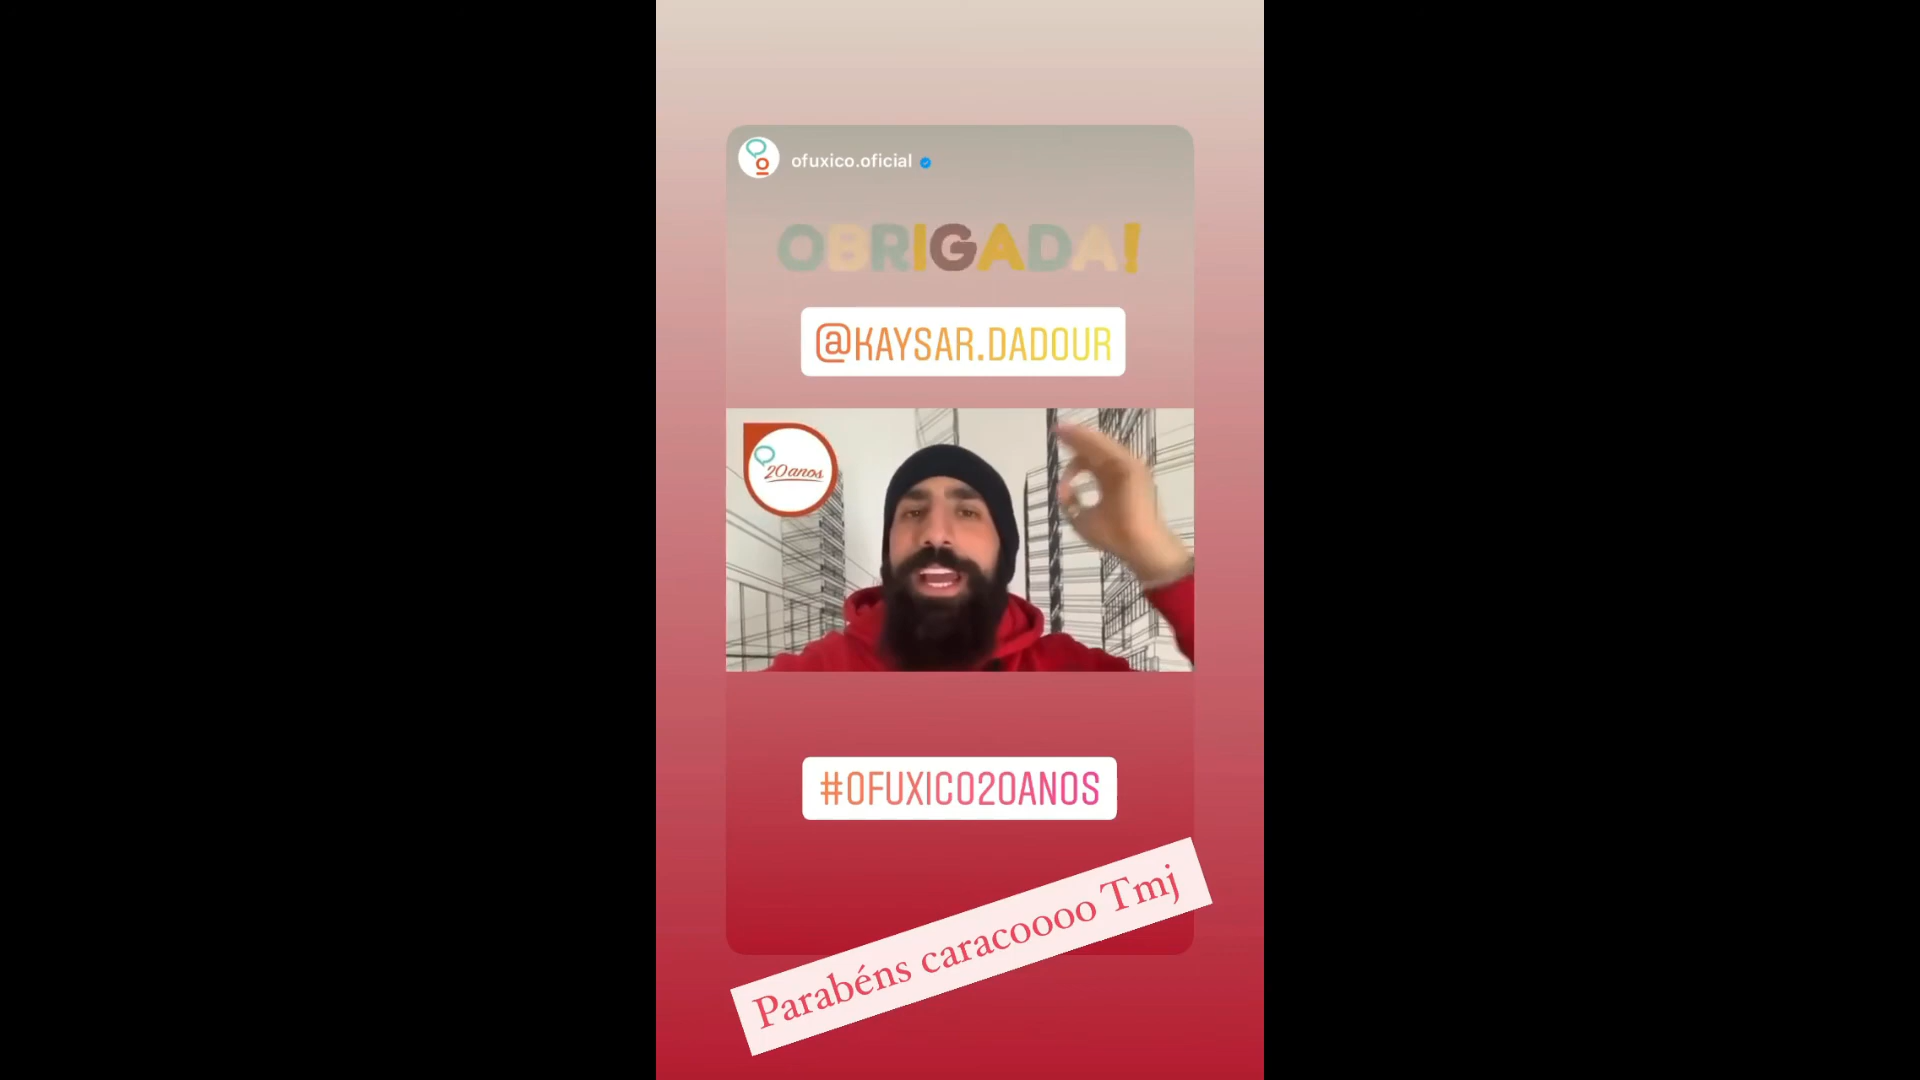 ofuxico.oficial
OBRIGADA!
@KAYSAR.DADOUR
20anos
#OFUXICO20ANOS
Parabéns caracoooo Tmj